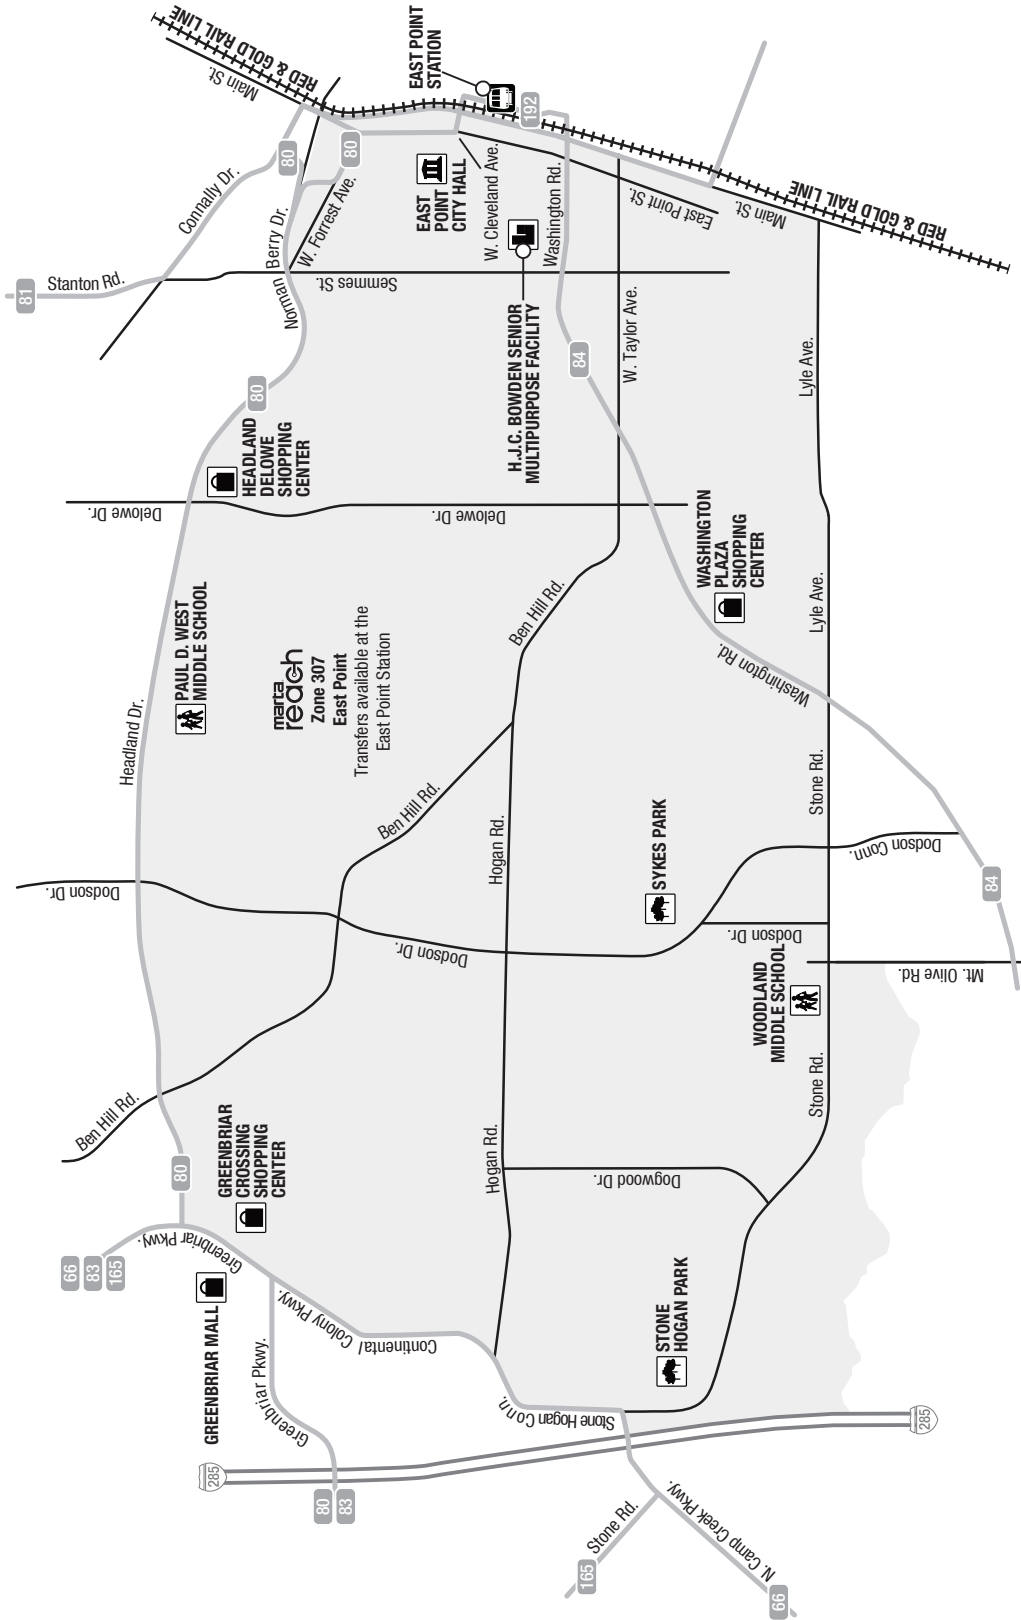 RED & GOLD RAIL LINE
Main St.
EAST POINT
STATION
192
Connally Dr.
80
80
Stanton Rd.
81
Norman Berry Dr.
W. Forrest Ave.
EAST
POINT
CITY HALL
W. Cleveland Ave.
Washington Rd.
East Point St.
Main St.
RED & GOLD RAIL LINE
Semmes St.
H.J.C. BOWDEN SENIOR
MULTIPURPOSE FACILITY
84
W. Taylor Ave.
Lyle Ave.
80
HEADLAND
DELOWE
SHOPPING
CENTER
Delowe Dr.
Delowe Dr.
WASHINGTON
PLAZA
SHOPPING
CENTER
Ben Hill Rd.
Lyle Ave.
Washington Rd.
PAUL D. WEST
MIDDLE SCHOOL
marta
reach
Zone 307
East Point
Transfers available at the
East Point Station
Headland Dr.
Ben Hill Rd.
Hogan Rd.
SYKES PARK
Stone Rd.
Dodson Conn.
84
Dodson Dr.
Dodson Dr.
Dodson Dr.
WOODLAND
MIDDLE SCHOOL
Mt. Olive Rd.
Stone Rd.
Ben Hill Rd.
80
GREENBRIAR
CROSSING
SHOPPING
CENTER
Hogan Rd.
Dogwood Dr.
66
83
165
Greenbriar Pkwy.
GREENBRIAR MALL
Continental Colony Pkwy.
STONE
HOGAN PARK
Greenbriar Pkwy.
Stone Hogan Conn.
285
285
80
83
Stone Rd.
165
N. Camp Creek Pkwy.
66